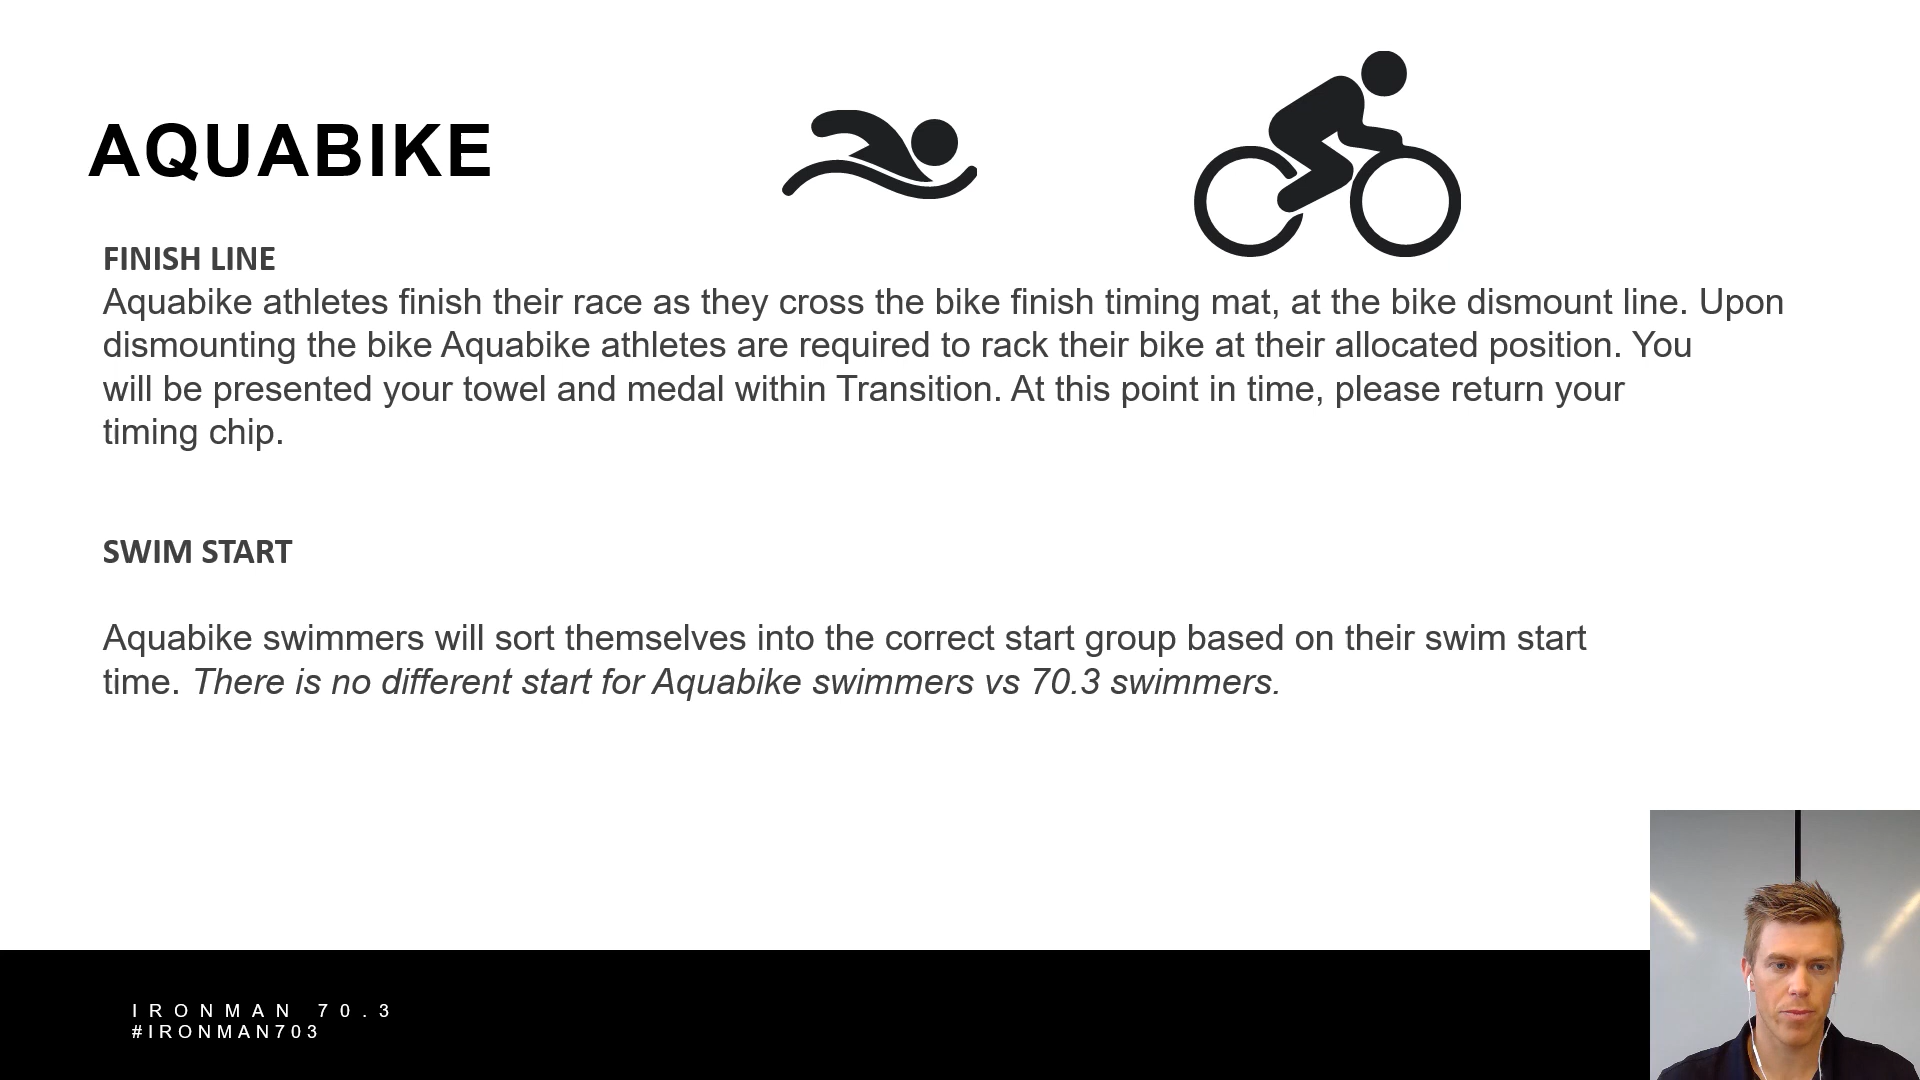 AQUABIKE
FINISH LINE
Aquabike athletes finish their race as they cross the bike finish timing mat, at the bike dismount line. Upon
dismounting the bike Aquabike athletes are required to rack their bike at their allocated position. You
will be presented your towel and medal within Transition. At this point in time, please return your
timing chip.
SWIM START
Aquabike swimmers will sort themselves into the correct start group based on their swim start
time. There is no different start for Aquabike swimmers vs 70.3 swimmers.
IRONMAN 70.3
#IRONMAN703